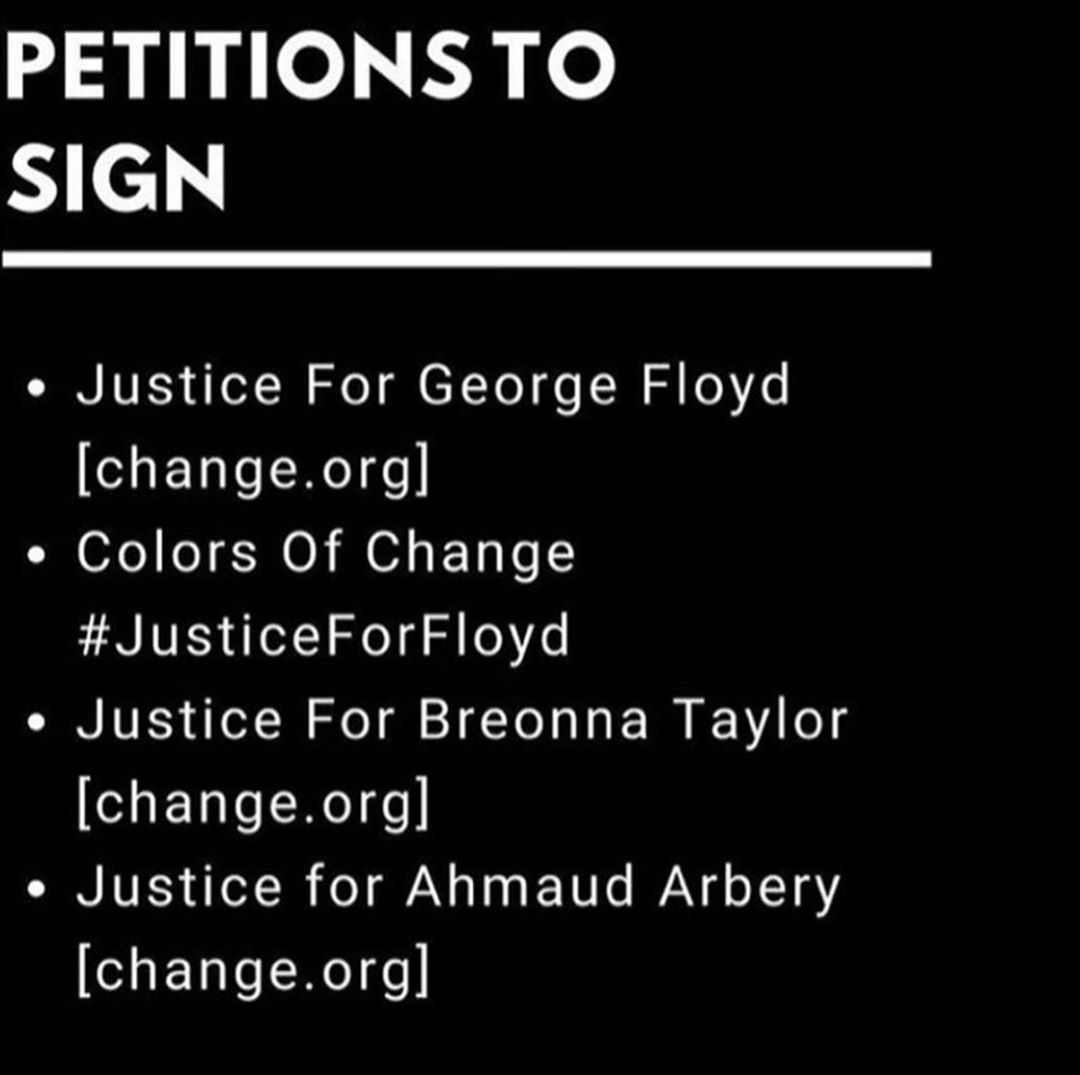 PETITIONS TO
SIGN
• Justice For George Floyd
[change.org]
• Colors Of Change
#JusticeForFloyd
• Justice For Breonna Taylor
[change.org]
• Justice for Ahmaud Arbery
[change.org]